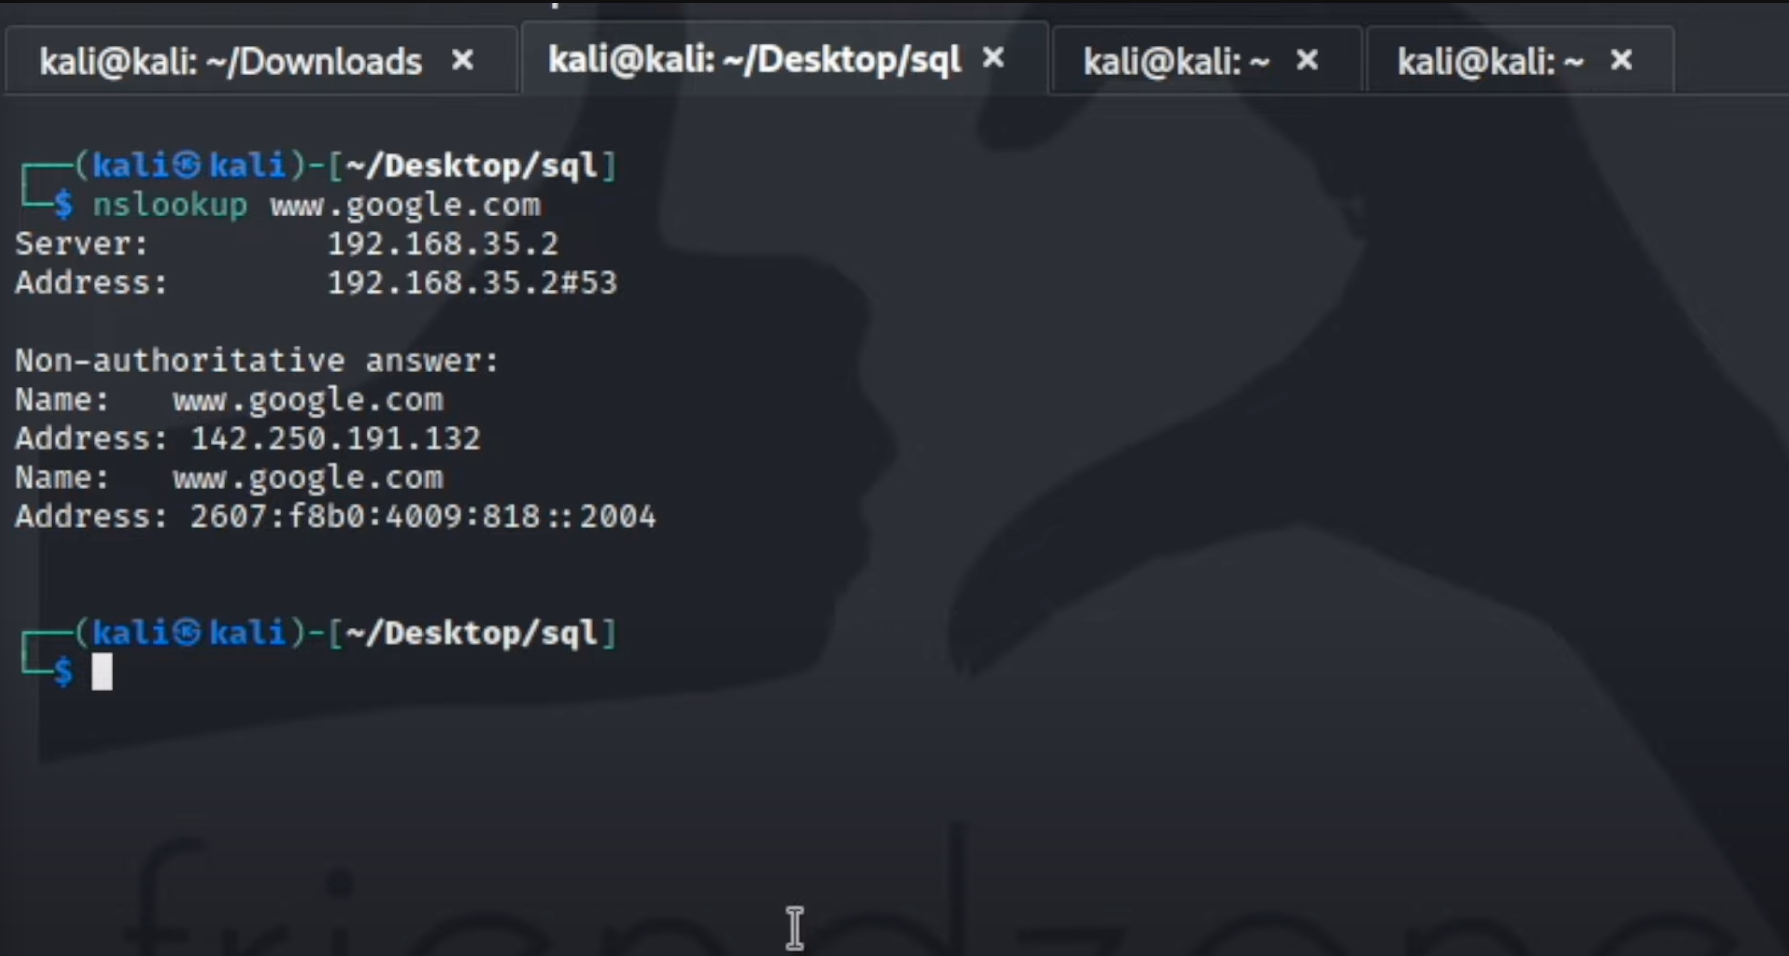 kali@kali: ~/Downloads × kali@kali: ~/Desktop/sql × kali@kali: ~ × kali@kali: ~ ×
┌──(kali㉿kali)-[~/Desktop/sql]
└─$ nslookup www.google.com
Server:         192.168.35.2
Address:        192.168.35.2#53
Non-authoritative answer:
Name:   www.google.com
Address: 142.250.191.132
Name:   www.google.com
Address: 2607:f8b0:4009:818::2004
┌──(kali㉿kali)-[~/Desktop/sql]
└─$
friendzone